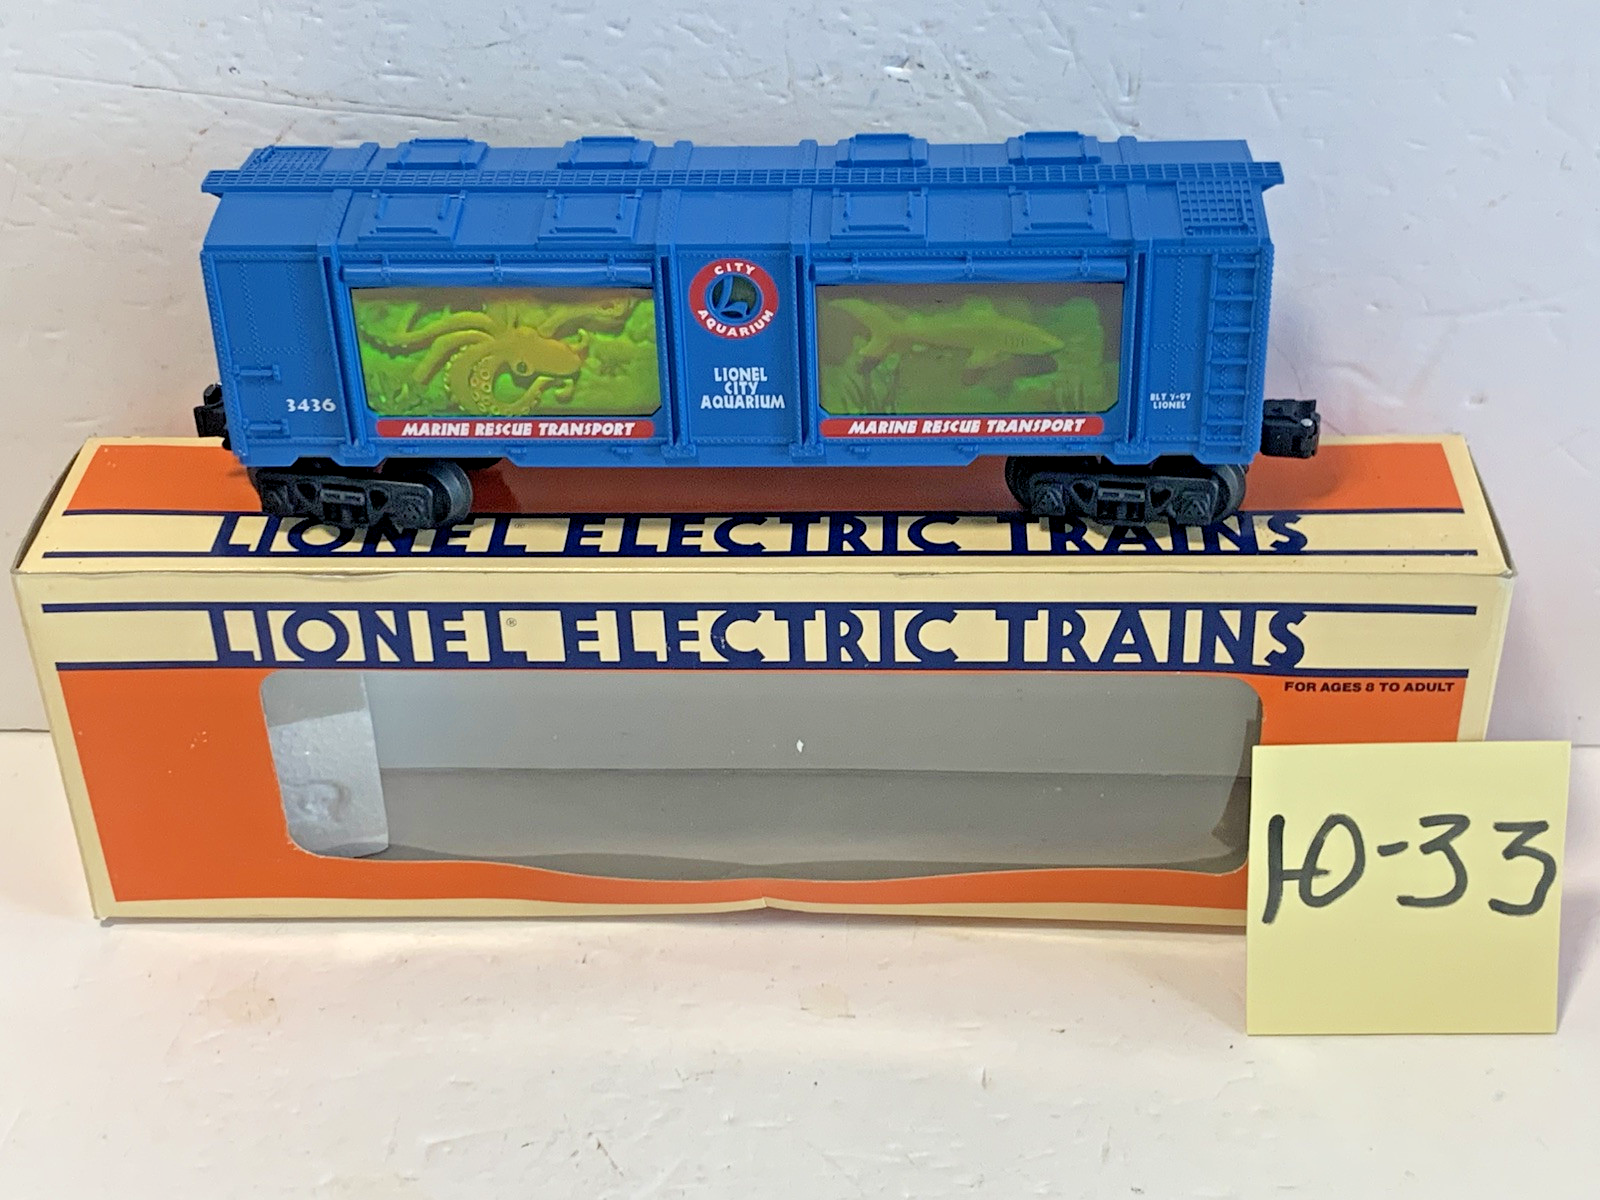 CITY
AQUARIUM
LIONEL
CITY
AQUARIUM
3436
MARINE RESCUE TRANSPORT
MARINE RESCUE TRANSPORT
BLT 1-97
LIONEL
LIONEL® ELECTRIC TRAINS
LIONEL® ELECTRIC TRAINS
FOR AGES 8 TO ADULT
10-33